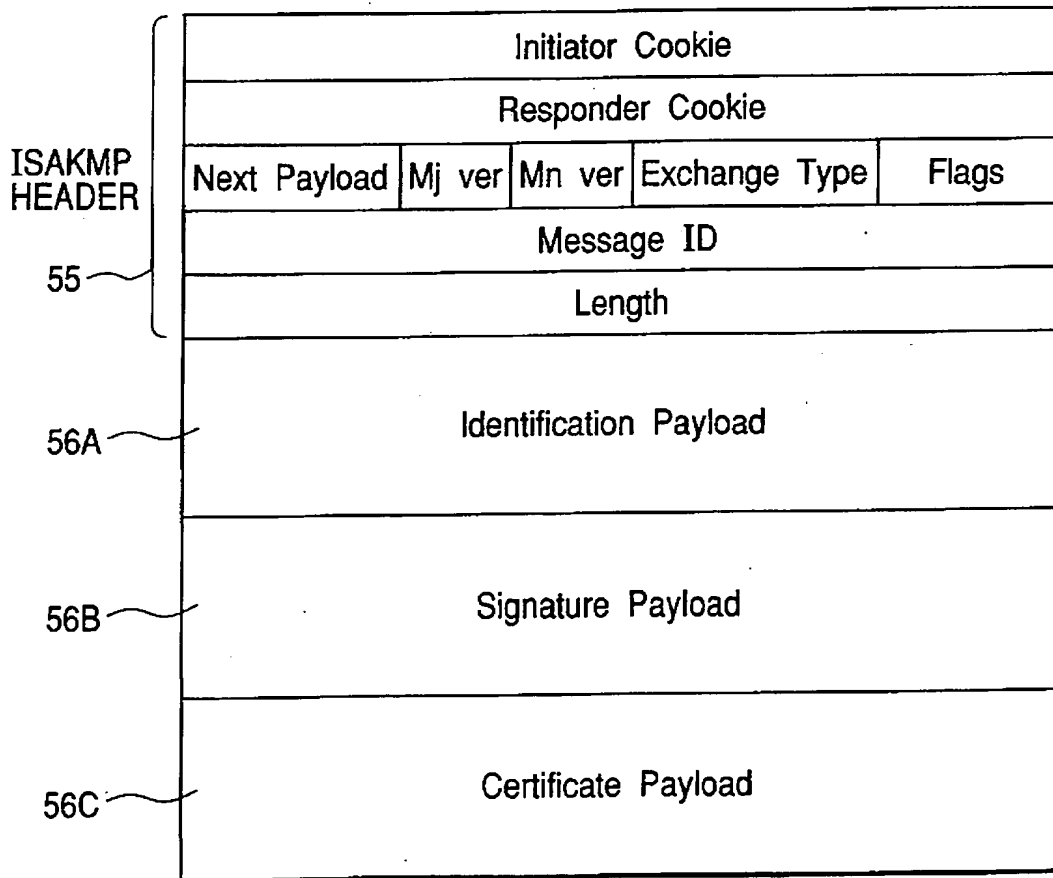 Initiator Cookie
Responder Cookie
ISAKMP
HEADER
Next Payload Mj ver Mn ver Exchange Type Flags
Message ID
55
Length
56A
Identification Payload
56B
Signature Payload
56C
Certificate Payload